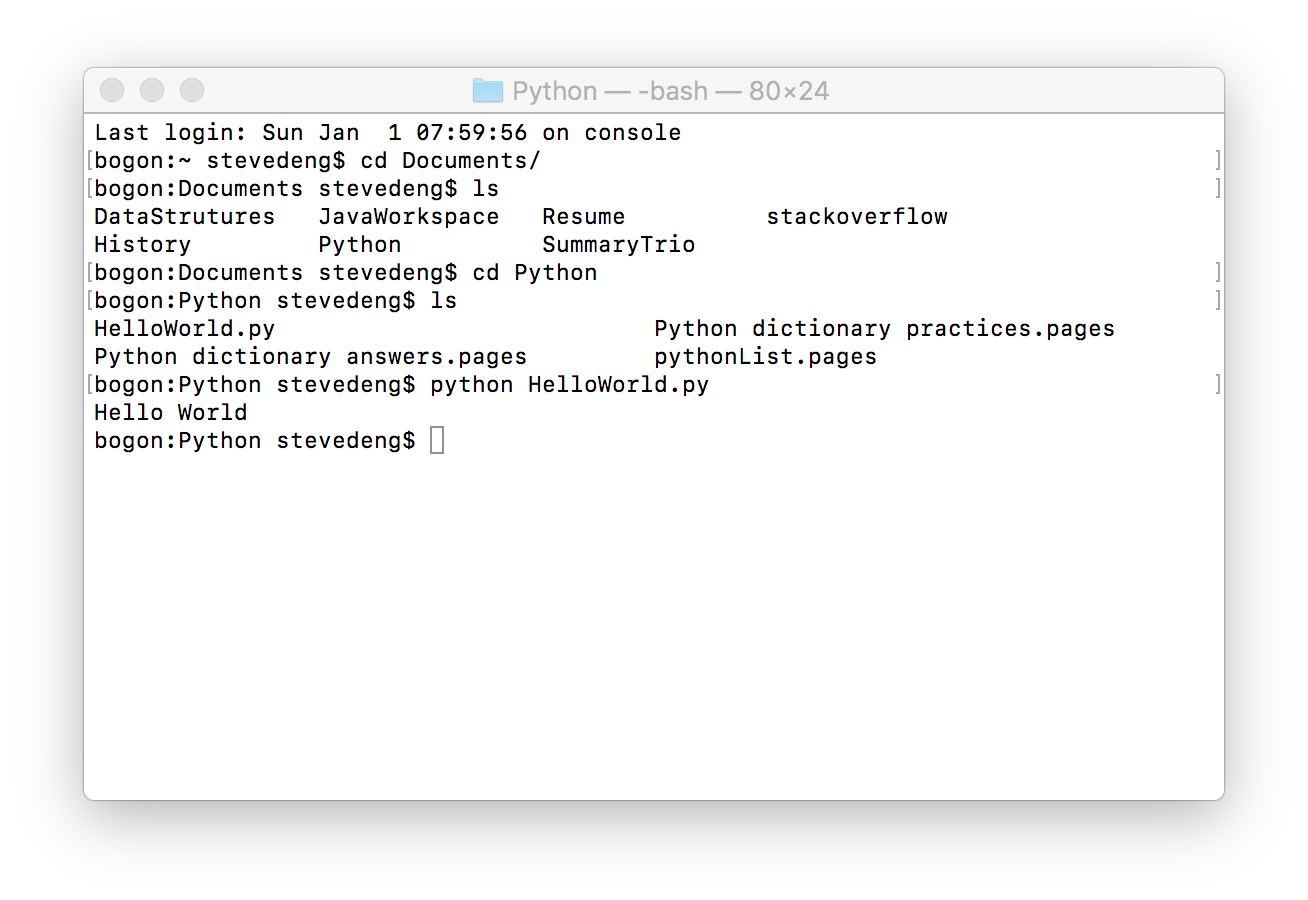 Python — -bash — 80×24
Last login: Sun Jan  1 07:59:56 on console
[bogon:~ stevedeng$ cd Documents/ ]
[bogon:Documents stevedeng$ ls ]
DataStrutures   JavaWorkspace   Resume          stackoverflow
History         Python          SummaryTrio
[bogon:Documents stevedeng$ cd Python ]
[bogon:Python stevedeng$ ls ]
HelloWorld.py                           Python dictionary practices.pages
Python dictionary answers.pages         pythonList.pages
[bogon:Python stevedeng$ python HelloWorld.py ]
Hello World
bogon:Python stevedeng$